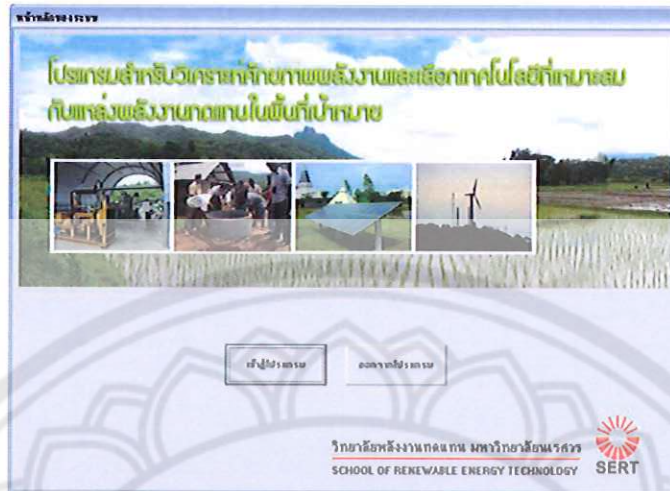 หน้าหลักของระบบ
โปรแกรมสำหรับวิเคราะห์ศักยภาพพลังงานและเลือกเทคโนโลยีที่เหมาะสม
กับแหล่งพลังงานทดแทนในพื้นที่เป้าหมาย
เข้าสู่โปรแกรม
ออกจากโปรแกรม
วิทยาลัยพลังงานทดแทน มหาวิทยาลัยนเรศวร
SCHOOL OF RENEWABLE ENERGY TECHNOLOGY
SERT